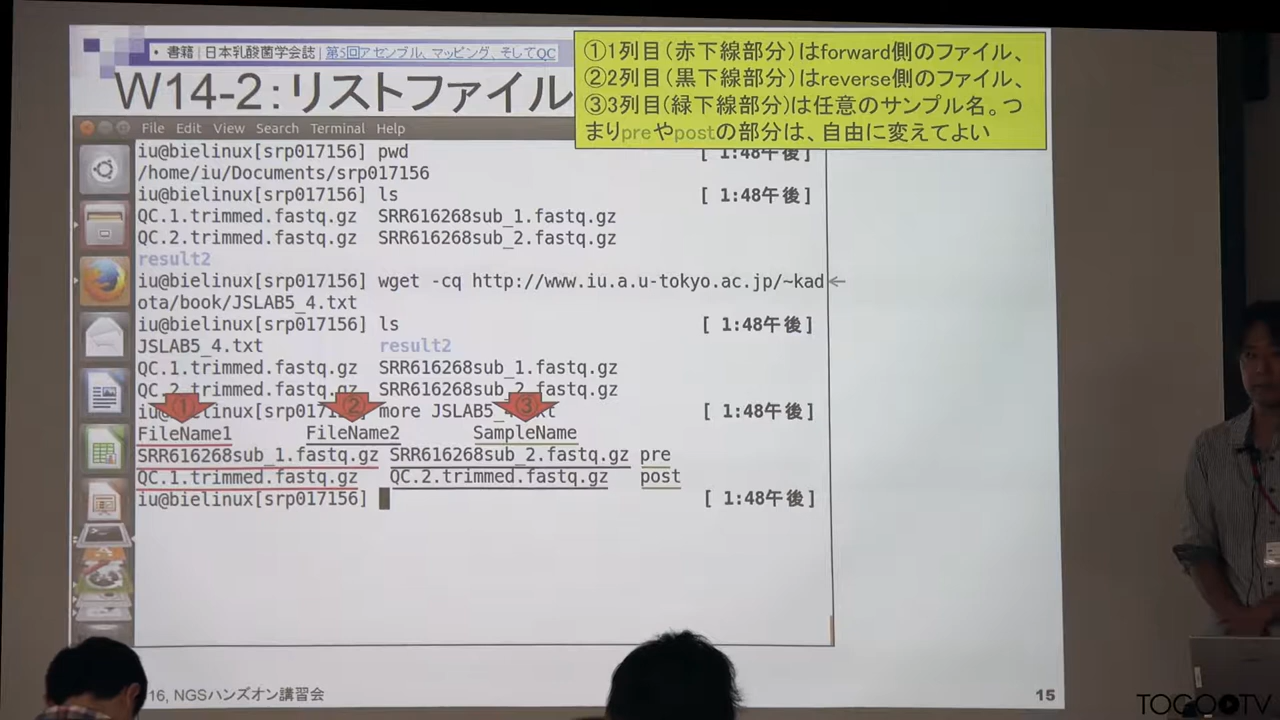 • 書籍 | 日本乳酸菌学会誌 | 第5回アセンブル、マッピング、そしてQC
W14-2：リストファイル
①1列目(赤下線部分)はforward側のファイル、
②2列目(黒下線部分)はreverse側のファイル、
③3列目(緑下線部分)は任意のサンプル名。つ
まりpreやpostの部分は、自由に変えてよい
File Edit View Search Terminal Help
iu@bielinux[srp017156] pwd [ 1:48午後]
/home/iu/Documents/srp017156
iu@bielinux[srp017156] ls [ 1:48午後]
QC.1.trimmed.fastq.gz SRR616268sub_1.fastq.gz
QC.2.trimmed.fastq.gz SRR616268sub_2.fastq.gz
result2
iu@bielinux[srp017156] wget -cq http://www.iu.a.u-tokyo.ac.jp/~kad
ota/book/JSLAB5_4.txt
iu@bielinux[srp017156] ls [ 1:48午後]
JSLAB5_4.txt result2
QC.1.trimmed.fastq.gz SRR616268sub_1.fastq.gz
QC.2.trimmed.fastq.gz SRR616268sub_2.fastq.gz
① ② ③
iu@bielinux[srp017156] more JSLAB5_4.txt [ 1:48午後]
FileName1 FileName2 SampleName
SRR616268sub_1.fastq.gz SRR616268sub_2.fastq.gz pre
QC.1.trimmed.fastq.gz QC.2.trimmed.fastq.gz post
iu@bielinux[srp017156] [ 1:48午後]
16, NGSハンズオン講習会
15
TOGOTV